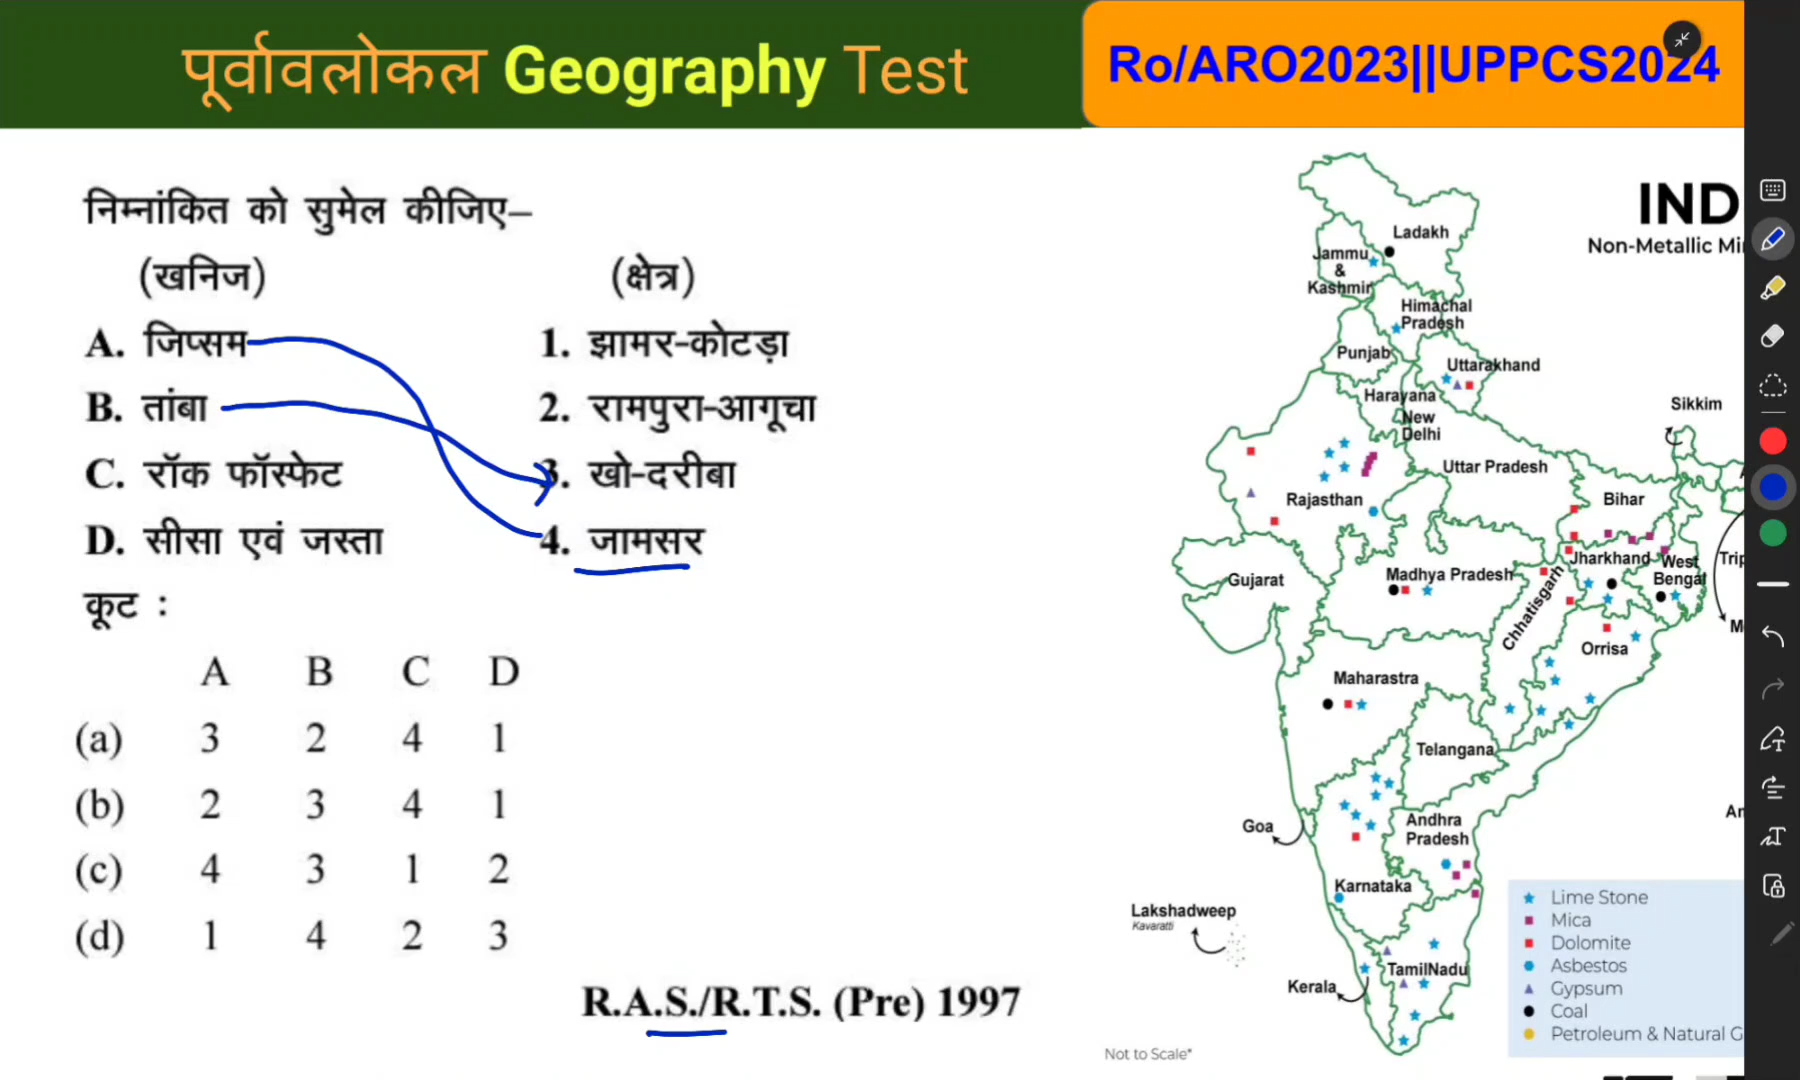 पूर्वावलोकल Geography Test
Ro/ARO2023||UPPCS2024
निम्नांकित को सुमेल कीजिए–
(खनिज) (क्षेत्र)
A. जिप्सम 1. झामर-कोटड़ा
B. तांबा 2. रामपुरा-आगूचा
C. रॉक फॉस्फेट 3. खो-दरीबा
D. सीसा एवं जस्ता 4. जामसर
कूट :
A B C D
(a) 3 2 4 1
(b) 2 3 4 1
(c) 4 3 1 2
(d) 1 4 2 3
R.A.S./R.T.S. (Pre) 1997
IND
Non-Metallic Mi
Ladakh
Jammu
&
Kashmir
Himachal
Pradesh
Punjab
Uttarakhand
Harayana
New
Delhi
Sikkim
Uttar Pradesh
Rajasthan
Bihar
Jharkhand
West
Bengal
Trip
Gujarat
Madhya Pradesh
Chhatisgarh
M
Orrisa
Maharastra
Telangana
Goa
Andhra
Pradesh
An
Karnataka
Lakshadweep
Kavaratti
TamilNadu
Kerala
Lime Stone
Mica
Dolomite
Asbestos
Gypsum
Coal
Petroleum & Natural G
Not to Scale*